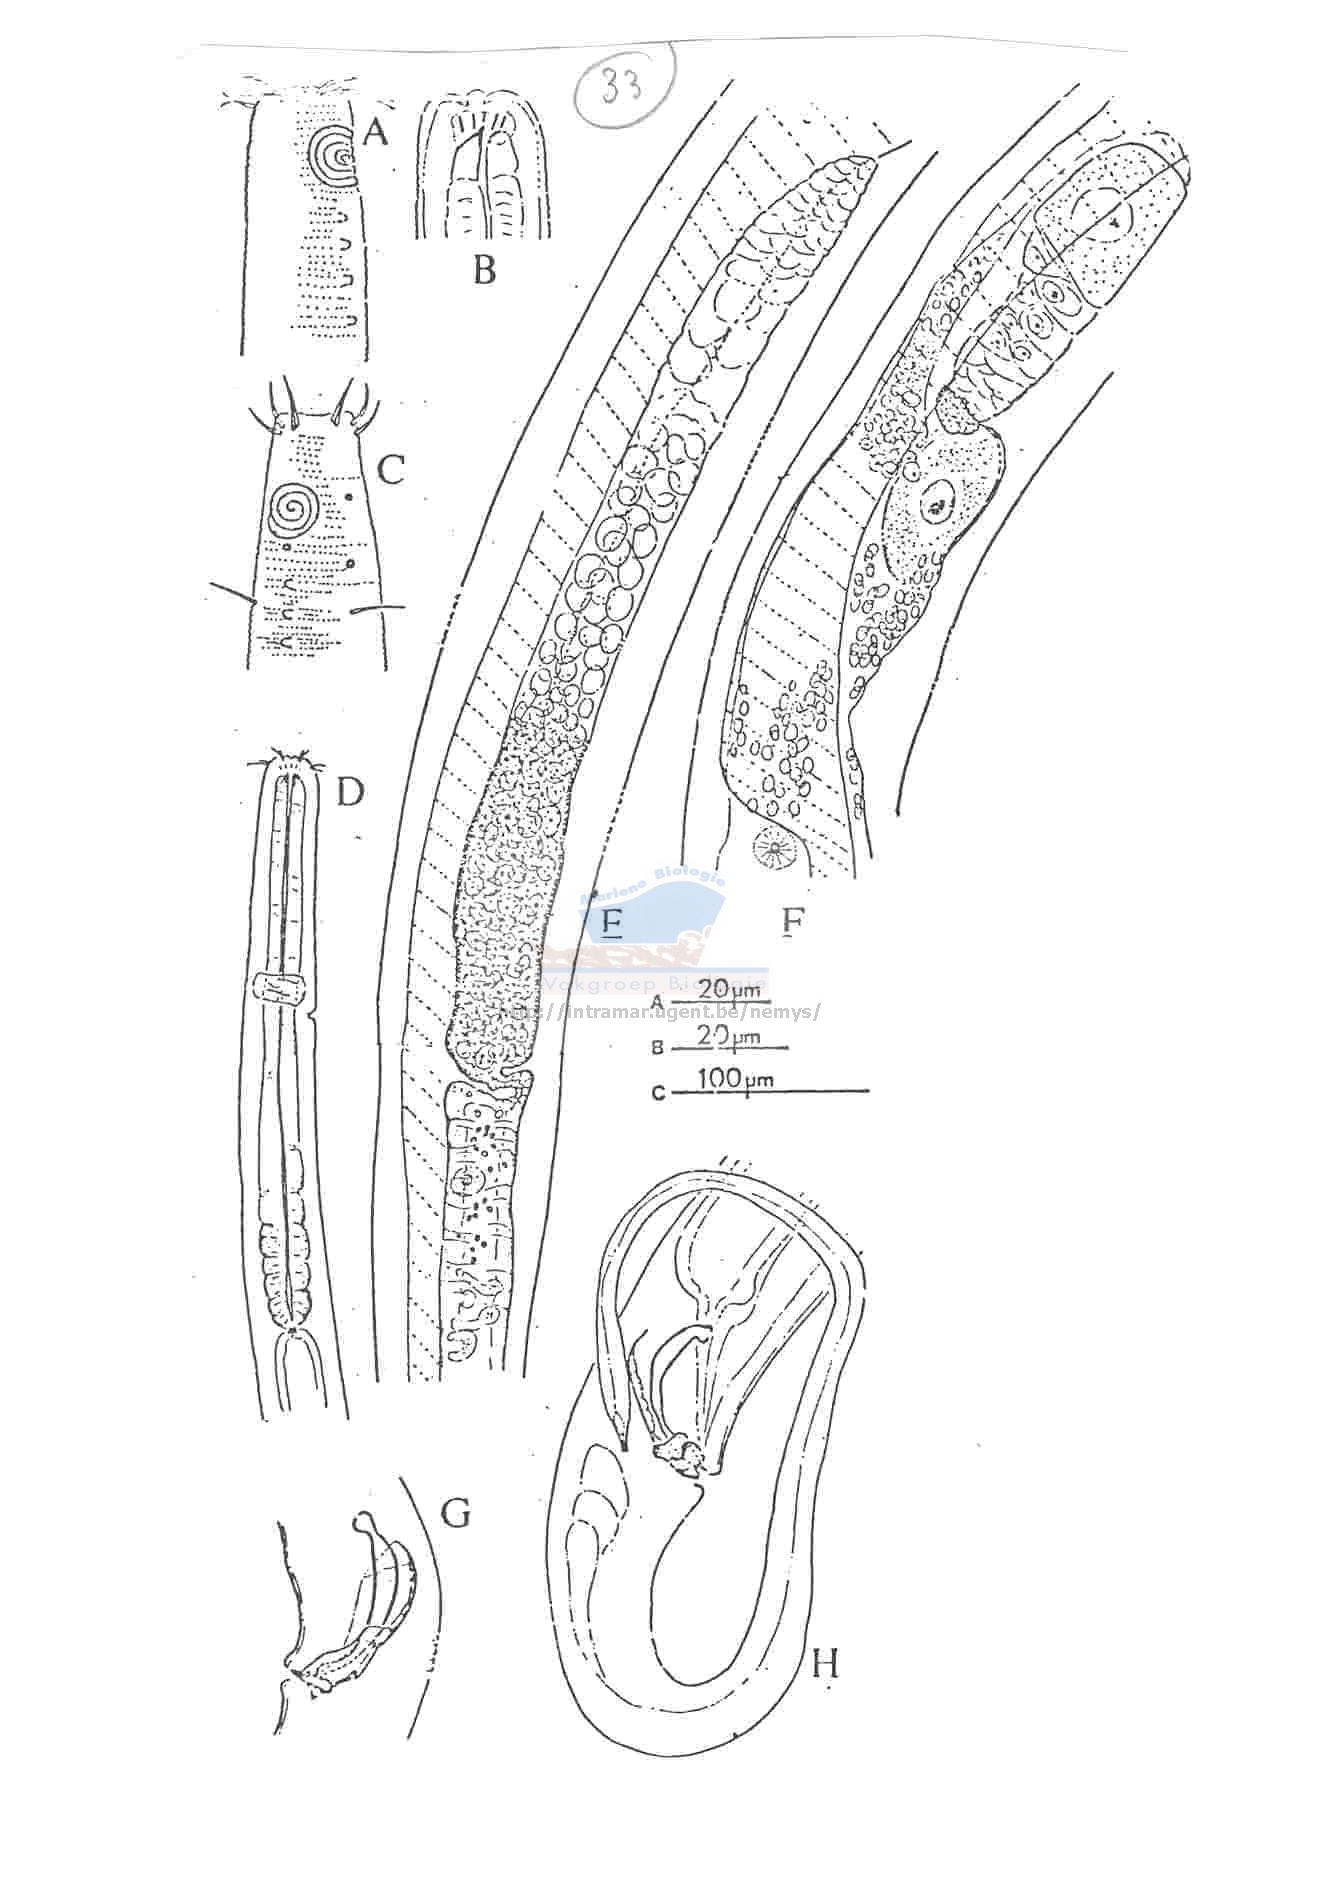 33
A
B
C
D
Mariene Biologie
E
F
Vakgroep Biologie
A 20 µm
http://intramar.ugent.be/nemys/
B 20 µm
C 100 µm
G
H